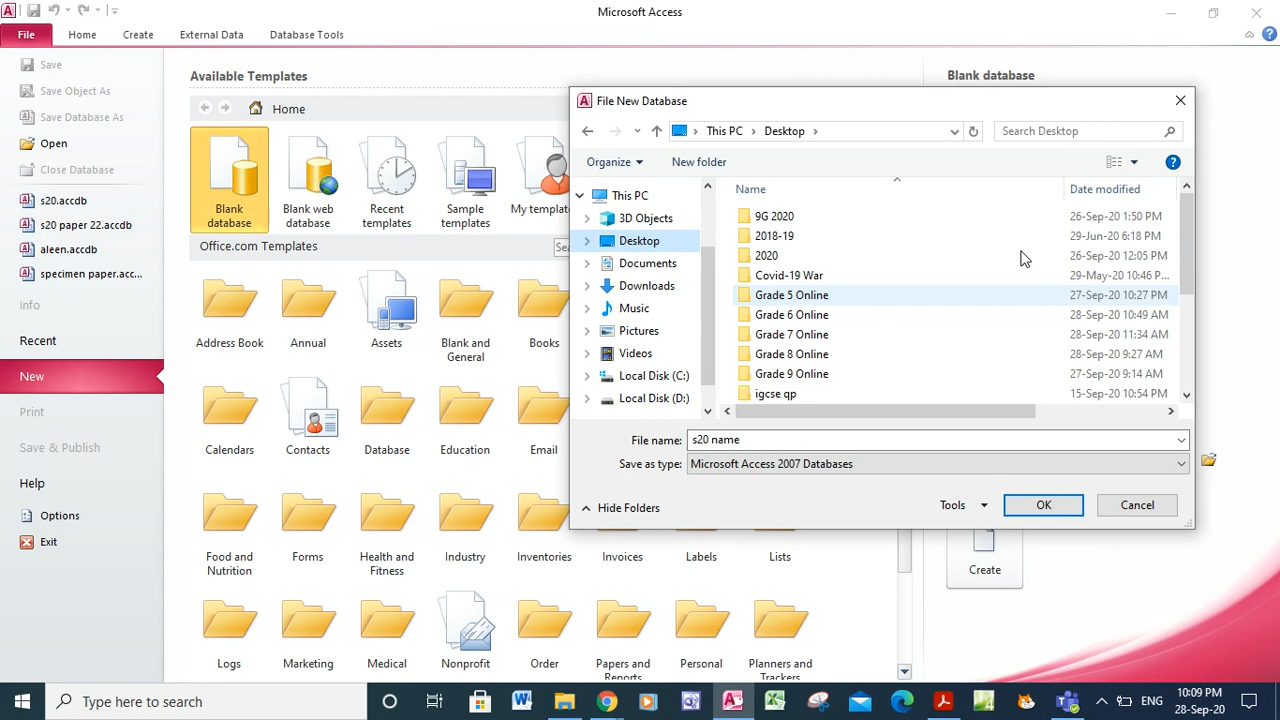 Microsoft Access
File
Home
Create
External Data
Database Tools
Save
Save Object As
Save Database As
Open
Close Database
s20.accdb
s20 paper 22.accdb
aleen.accdb
specimen paper.acc...
Info
Recent
New
Print
Save & Publish
Help
Options
Exit
Available Templates
Home
Blank
database
Blank web
database
Recent
templates
Sample
templates
My templat
Office.com Templates
Sea
Address Book
Annual
Assets
Blank and
General
Books
Calendars
Contacts
Database
Education
Email
Food and
Nutrition
Forms
Health and
Fitness
Industry
Inventories
Invoices
Labels
Lists
Logs
Marketing
Medical
Nonprofit
Order
Papers and
Reports
Personal
Planners and
Trackers
Blank database
Create
File New Database
This PC
Desktop
Search Desktop
Organize
New folder
This PC
3D Objects
Desktop
Documents
Downloads
Music
Pictures
Videos
Local Disk (C:)
Local Disk (D:)
Name Date modified
9G 2020 26-Sep-20 1:50 PM
2018-19 29-Jun-20 6:18 PM
2020 26-Sep-20 12:05 PM
Covid-19 War 29-May-20 10:46 P...
Grade 5 Online 27-Sep-20 10:27 PM
Grade 6 Online 28-Sep-20 10:49 AM
Grade 7 Online 28-Sep-20 11:34 AM
Grade 8 Online 28-Sep-20 9:27 AM
Grade 9 Online 27-Sep-20 9:14 AM
igcse qp 15-Sep-20 10:54 PM
File name: s20 name
Save as type: Microsoft Access 2007 Databases
Hide Folders
Tools
OK
Cancel
Type here to search
ENG
10:09 PM
28-Sep-20